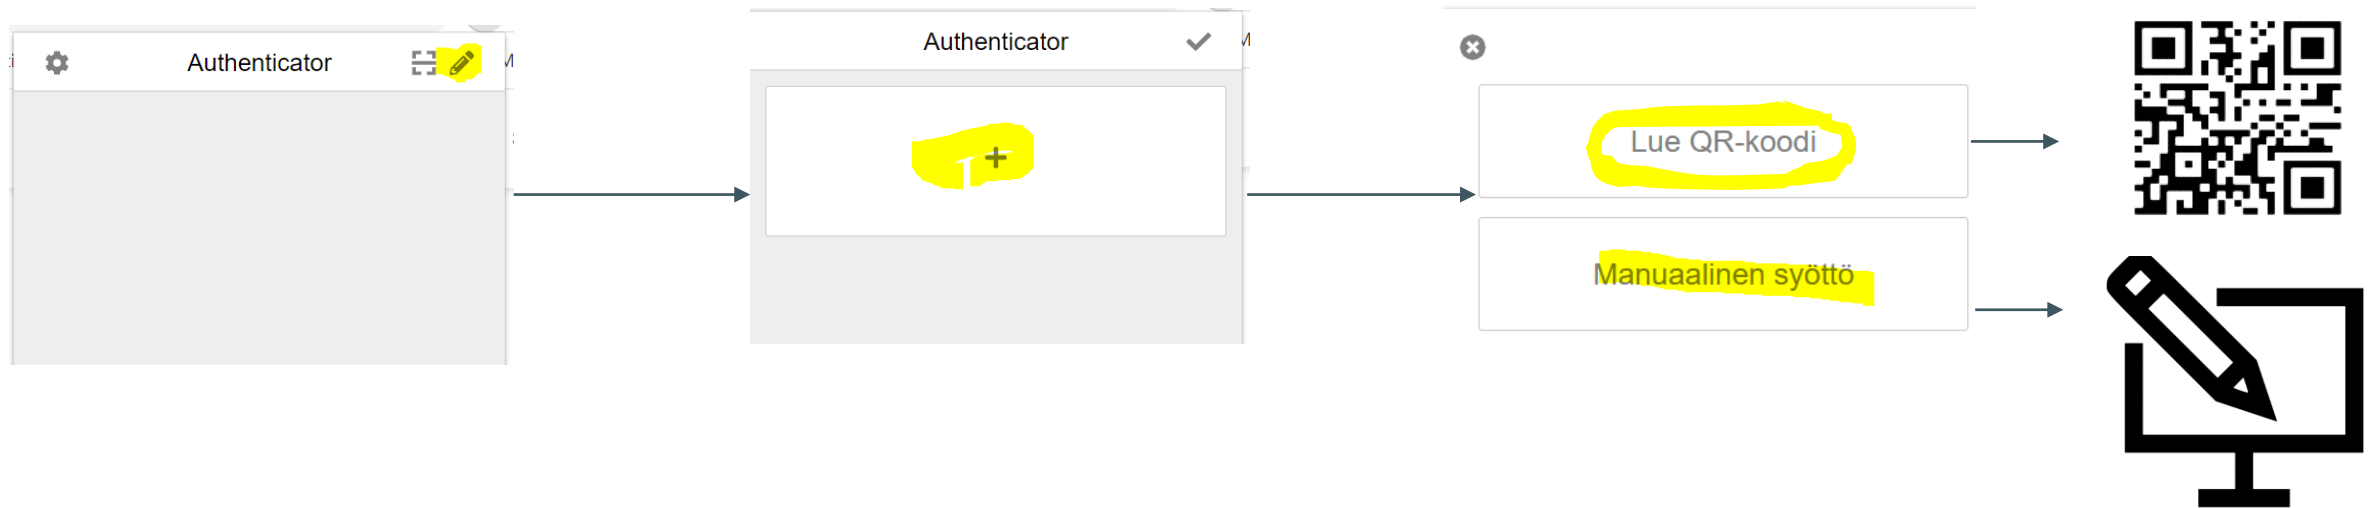 Authenticator
Authenticator
Lue QR-koodi
Manuaalinen syöttö